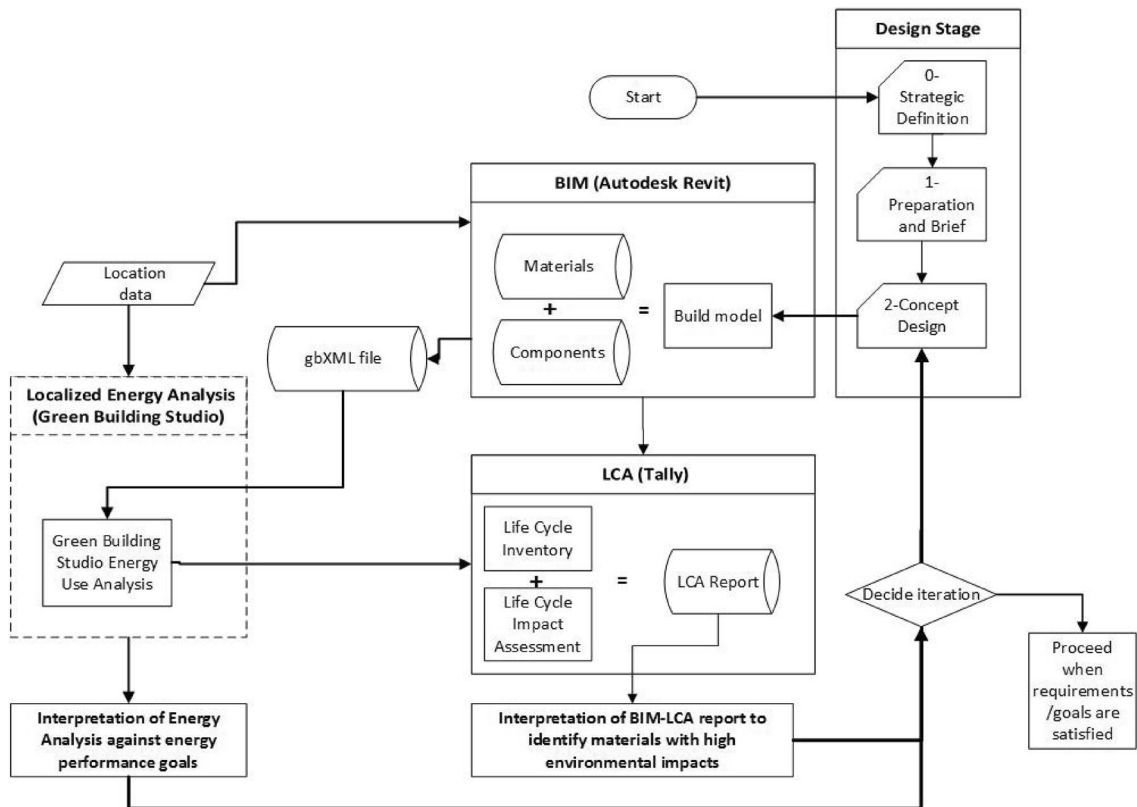 Design Stage
Start
0-
Strategic
Definition
1-
Preparation
and Brief
2-Concept
Design
BIM (Autodesk Revit)
Materials
+
Components
=
Build model
Location
data
gbXML file
Localized Energy Analysis
(Green Building Studio)
Green Building
Studio Energy
Use Analysis
LCA (Tally)
Life Cycle
Inventory
+
Life Cycle
Impact
Assessment
=
LCA Report
Decide iteration
Proceed
when
requirements
/goals are
satisfied
Interpretation of Energy
Analysis against energy
performance goals
Interpretation of BIM-LCA report to
identify materials with high
environmental impacts